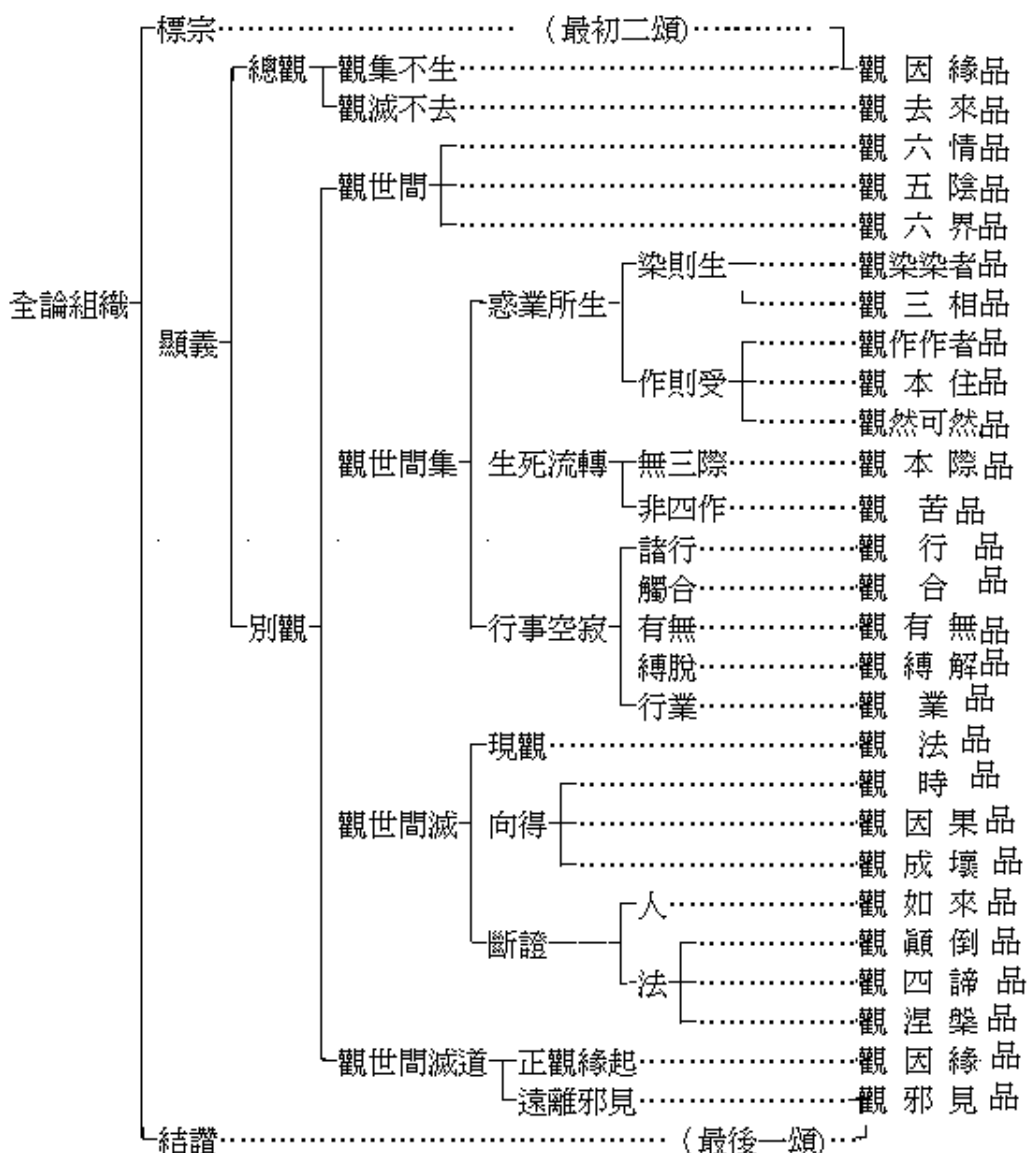 標宗 (最初二頌)
總觀 觀集不生 觀因緣品
觀滅不去 觀去來品
觀六情品
觀世間 觀五陰品
觀六界品
染則生 觀染染者品
全論組織 惑業所生 觀三相品
顯義 觀作作者品
作則受 觀本住品
觀然可然品
觀世間集 生死流轉 無三際 觀本際品
非四作 觀苦品
諸行 觀行品
觸合 觀合品
別觀 行事空寂 有無 觀有無品
縛脫 觀縛解品
行業 觀業品
現觀 觀法品
觀時品
觀世間滅 向得 觀因果品
觀成壞品
人 觀如來品
斷證 觀顛倒品
法 觀四諦品
觀涅槃品
觀世間滅道 正觀緣起 觀因緣品
遠離邪見 觀邪見品
結讚 (最後一頌)